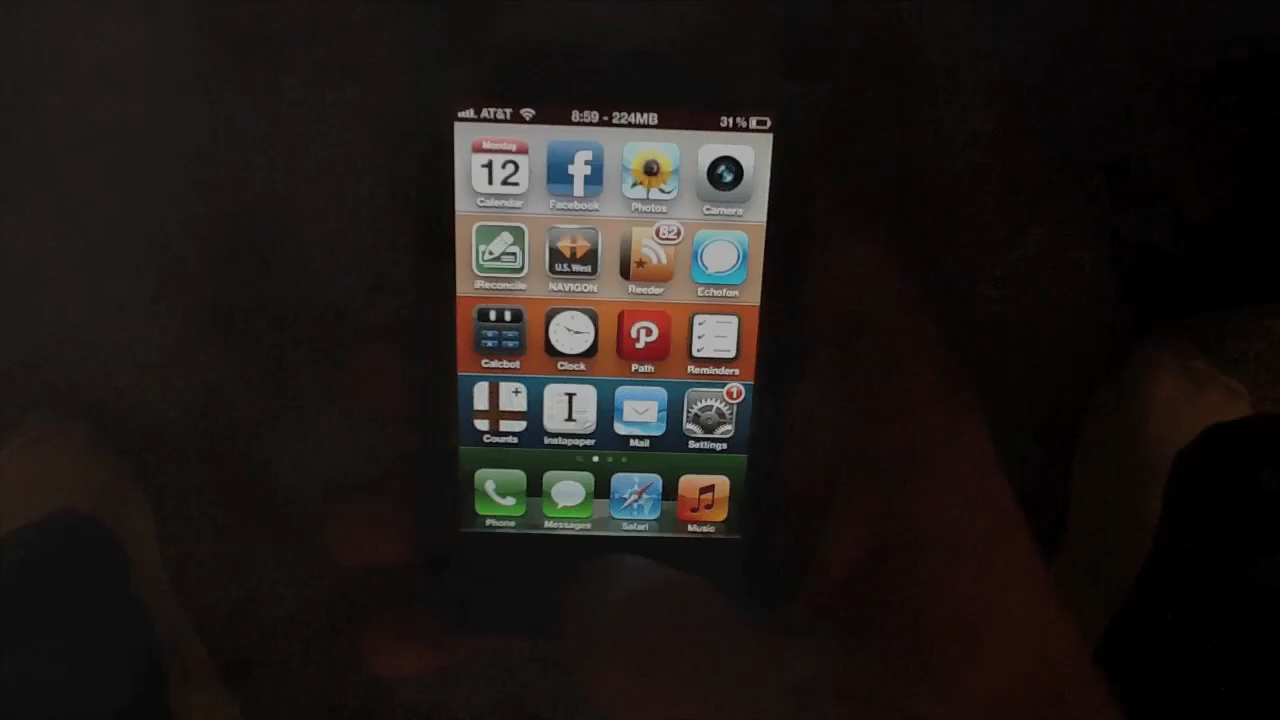 AT&T 8:59 - 224MB 31%
Monday
12
Calendar Facebook Photos Camera
82
U.S. West
iReconcile NAVIGON Reeder Echofon
Calcbot Clock Path Reminders
1
Counts Instapaper Mail Settings
Phone Messages Safari Music